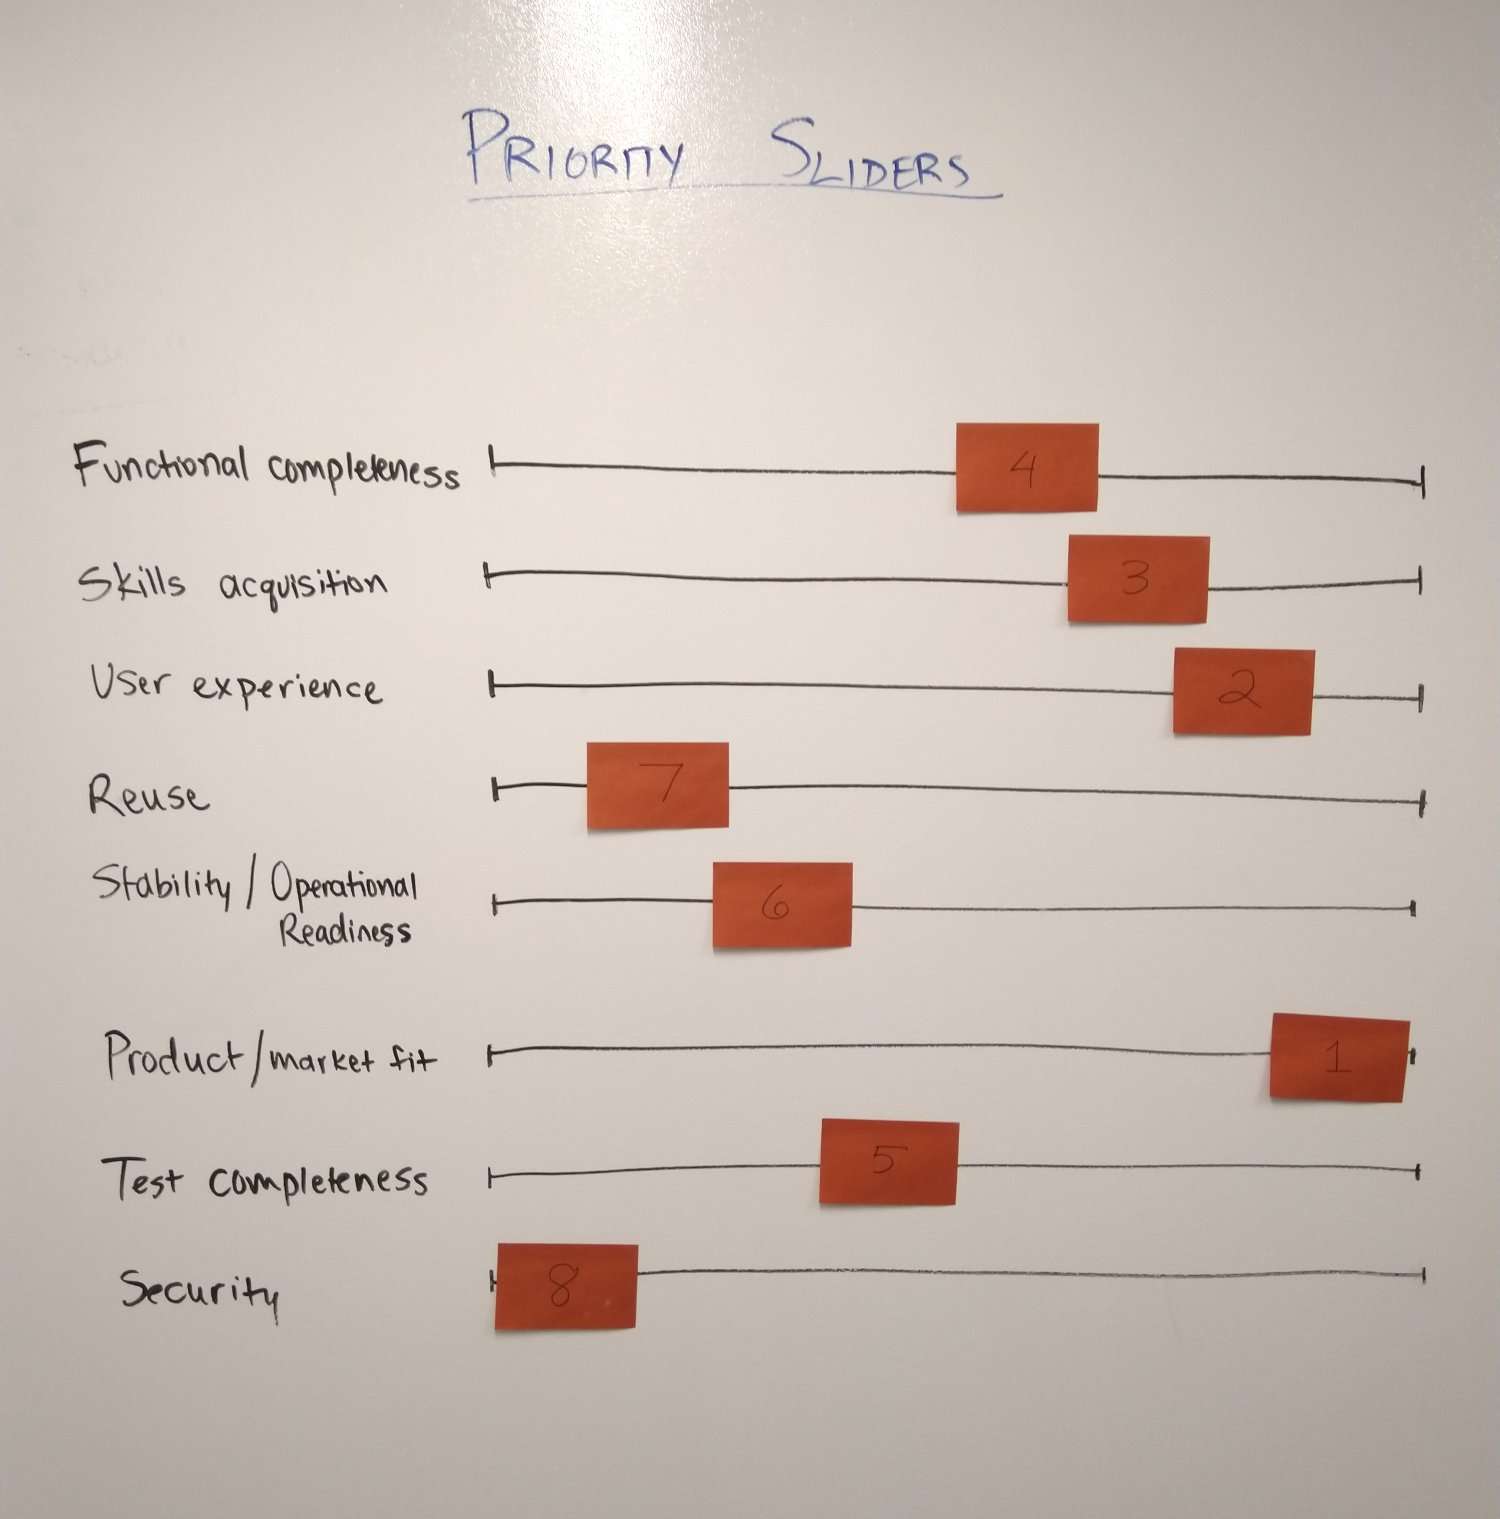 PRIORITY SLIDERS
Functional completeness 4
Skills acquisition 3
User experience 2
Reuse 7
Stability / Operational 6
Readiness
Product/market fit 1
Test completeness 5
Security 8